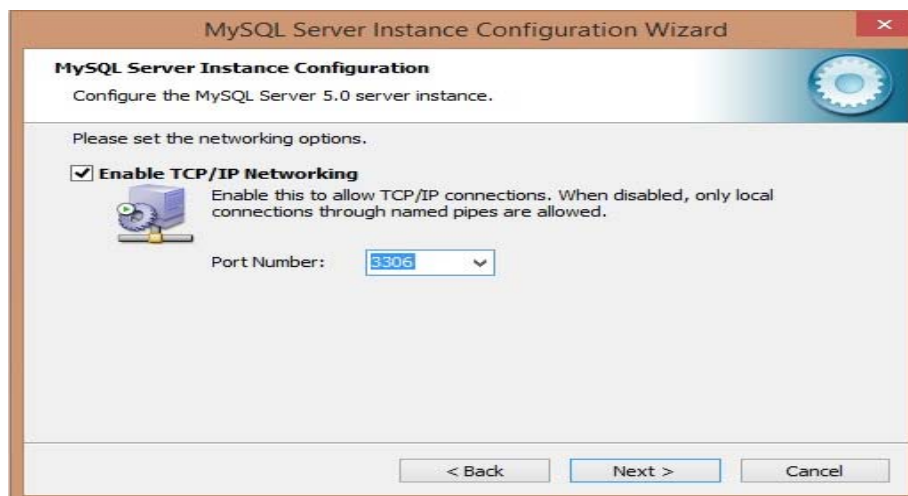 MySQL Server Instance Configuration Wizard
MySQL Server Instance Configuration
Configure the MySQL Server 5.0 server instance.
Please set the networking options.
Enable TCP/IP Networking
Enable this to allow TCP/IP connections. When disabled, only local
connections through named pipes are allowed.
Port Number: 3306
< Back Next > Cancel